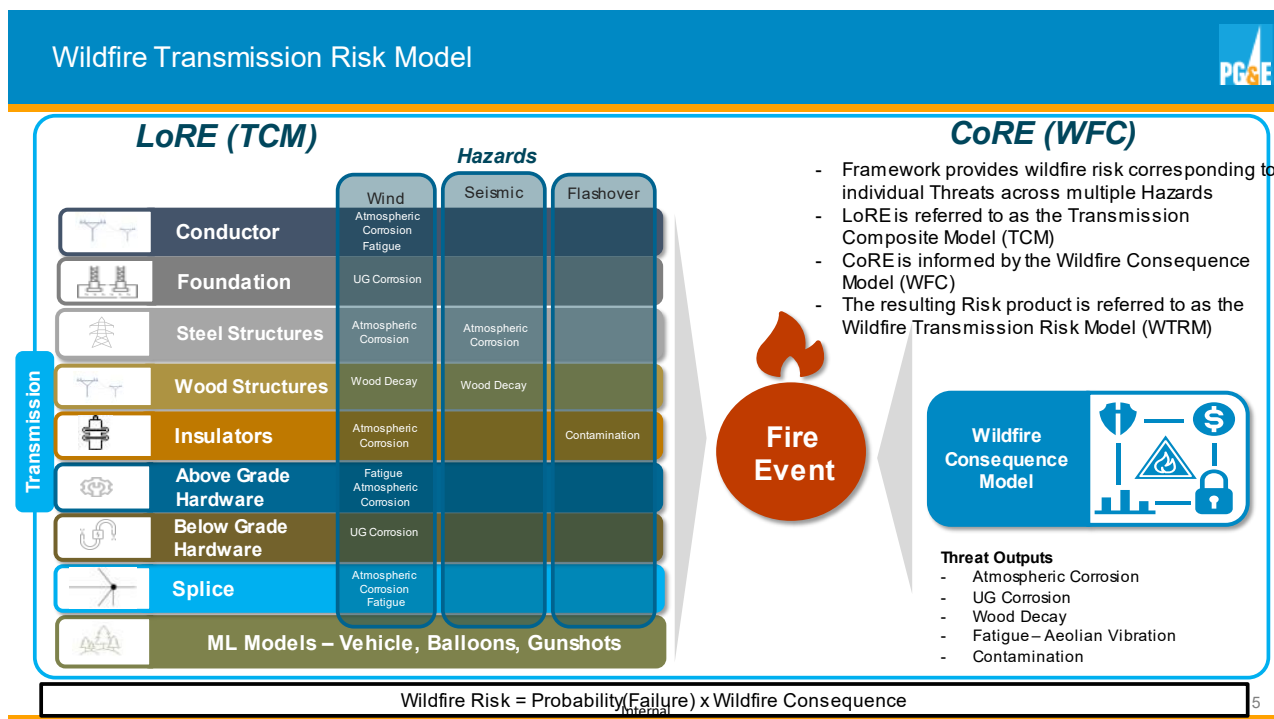 Wildfire Transmission Risk Model
PG&E
LoRE (TCM)
Hazards
Wind
Seismic
Flashover
Transmission
Conductor
Atmospheric
Corrosion
Fatigue
Foundation
UG Corrosion
Steel Structures
Atmospheric
Corrosion
Atmospheric
Corrosion
Wood Structures
Wood Decay
Wood Decay
Insulators
Atmospheric
Corrosion
Contamination
Above Grade
Hardware
Fatigue
Atmospheric
Corrosion
Below Grade
Hardware
UG Corrosion
Splice
Atmospheric
Corrosion
Fatigue
ML Models – Vehicle, Balloons, Gunshots
Fire
Event
CoRE (WFC)
- Framework provides wildfire risk corresponding to
individual Threats across multiple Hazards
- LoRE is referred to as the Transmission
Composite Model (TCM)
- CoRE is informed by the Wildfire Consequence
Model (WFC)
- The resulting Risk product is referred to as the
Wildfire Transmission Risk Model (WTRM)
Wildfire
Consequence
Model
$
Threat Outputs
- Atmospheric Corrosion
- UG Corrosion
- Wood Decay
- Fatigue – Aeolian Vibration
- Contamination
Wildfire Risk = Probability(Failure) x Wildfire Consequence
Internal
5